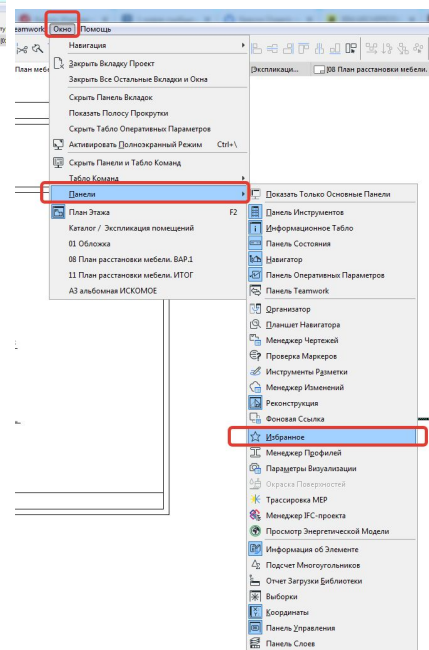 eamwork Окно Помощь
Навигация
Закрыть Вкладку Проект
Закрыть Все Остальные Вкладки и Окна
План мебе
[Экспликаци...
[08 План расстановки мебели.
Скрыть Панель Вкладок
Показать Полосу Прокрутки
Скрыть Табло Оперативных Параметров
Активировать Полноэкранный Режим Ctrl+\
Скрыть Панели и Табло Команд
Табло Команд
Панели
План Этажа F2
Каталог / Экспликация помещений
01 Обложка
08 План расстановки мебели. ВАР.1
11 План расстановки мебели. ИТОГ
А3 альбомная ИСКОМОЕ
Показать Только Основные Панели
Панель Инструментов
Информационное Табло
Панель Состояния
Навигатор
Панель Оперативных Параметров
Панель Teamwork
Организатор
Планшет Навигатора
Менеджер Чертежей
Проверка Маркеров
Инструменты Разметки
Менеджер Изменений
Реконструкция
Фоновая Ссылка
Избранное
Менеджер Профилей
Параметры Визуализации
Окраска Поверхностей
Трассировка MEP
Менеджер IFC-проекта
Просмотр Энергетической Модели
Информация об Элементе
Подсчет Многоугольников
Отчет Загрузки Библиотеки
Выборки
Координаты
Панель Управления
Панель Слоев